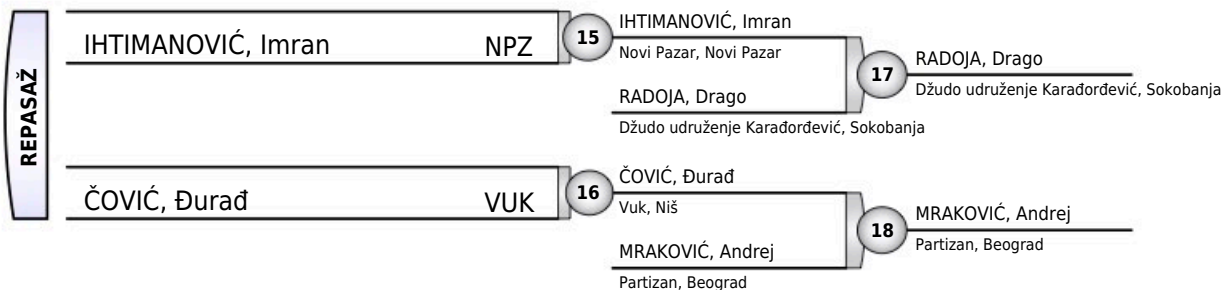 REPASAŽ
IHTIMANOVIĆ, Imran NPZ
15
IHTIMANOVIĆ, Imran
Novi Pazar, Novi Pazar
RADOJA, Drago
Džudo udruženje Karađorđević, Sokobanja
17
RADOJA, Drago
Džudo udruženje Karađorđević, Sokobanja
ČOVIĆ, Đurađ VUK
16
ČOVIĆ, Đurađ
Vuk, Niš
MRAKOVIĆ, Andrej
Partizan, Beograd
18
MRAKOVIĆ, Andrej
Partizan, Beograd